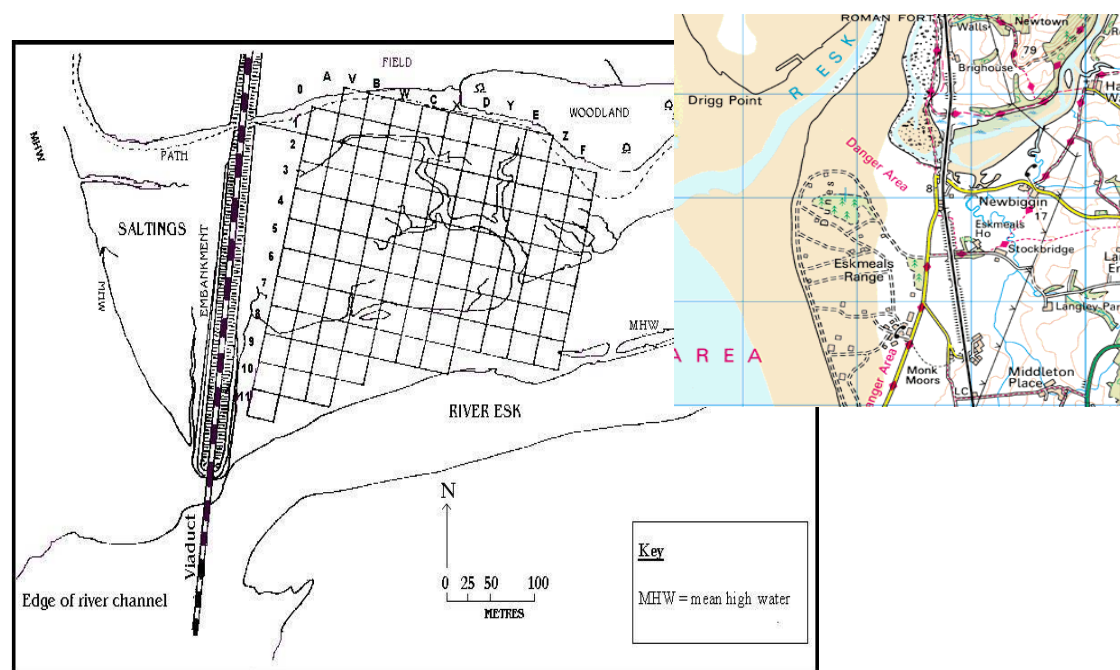 FIELD
A
V
B
W
C
X
D
Y
E
Z
F
0
1
2
3
4
5
6
7
8
9
10
11
WOODLAND
PATH
MHW
SALTINGS
MHW
EMBANKMENT
MHW
RIVER ESK
Viaduct
N
0 25 50 100
METRES
Edge of river channel
Key
MHW = mean high water
ROMAN FORT
Walls
Newtown
79
Brighouse
R ESK
Drigg Point
Danger Area
Dunes
8
Newbiggin
17
Eskmeals
Ho
Stockbridge
Eskmeals
Range
Langley Par
AREA
Danger Area
Monk
Moors
Middleton
Place
LC